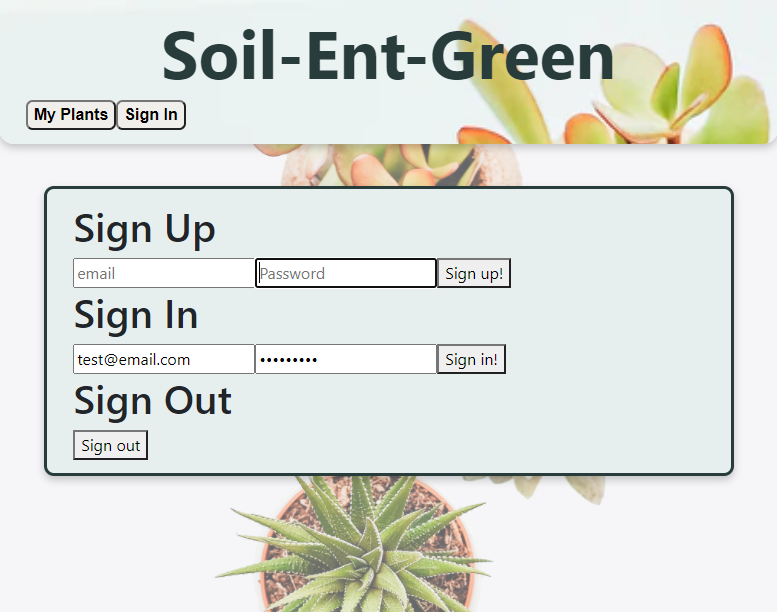 Soil-Ent-Green
My Plants Sign In
Sign Up
email Password Sign up!
Sign In
test@email.com ••••••••• Sign in!
Sign Out
Sign out